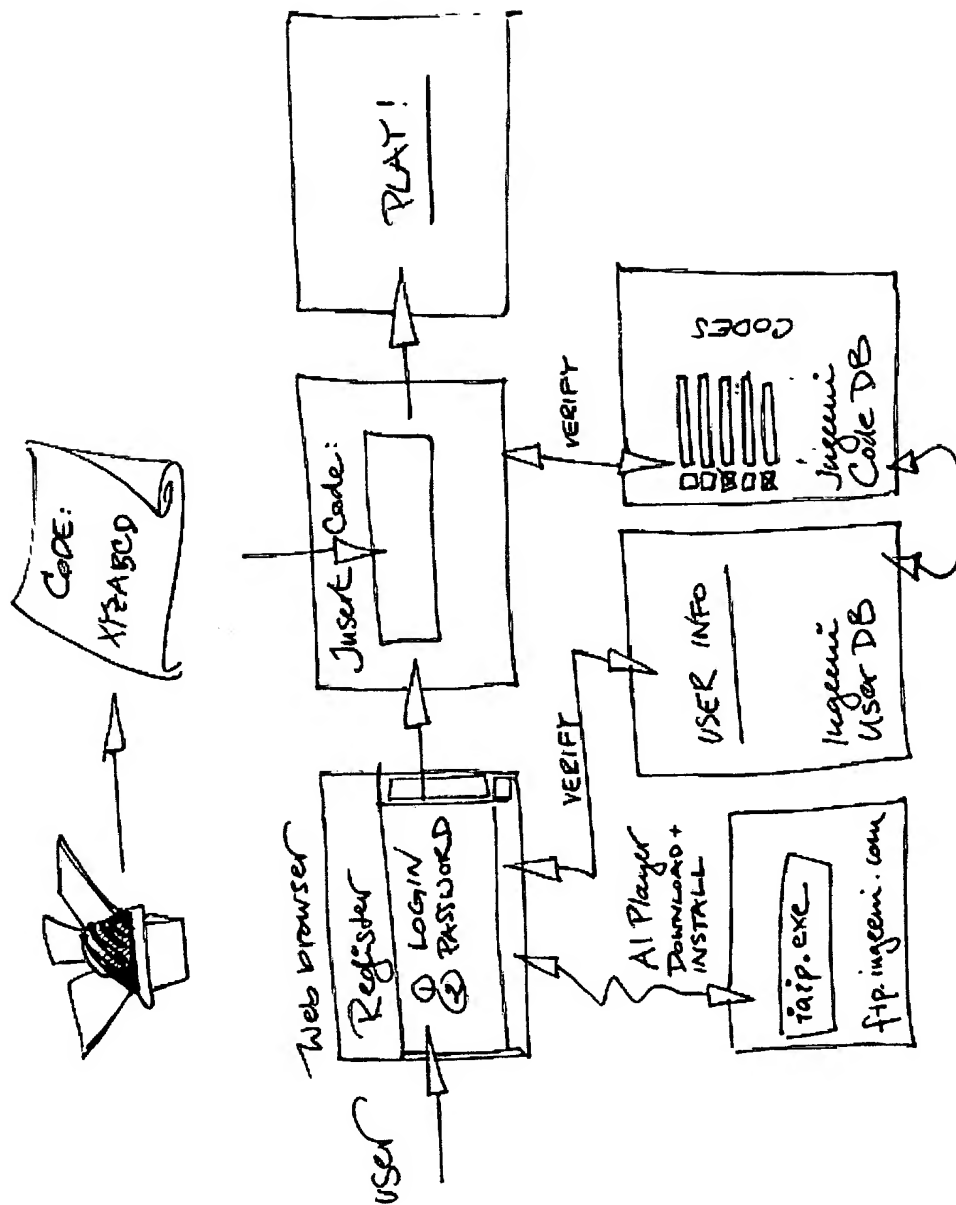 CODE:
XYZABCD
Web browser
user
Register
① LOGIN
② PASSWORD
Insert Code:
PLAY!
VERIFY
VERIFY
AI Player
DOWNLOAD +
INSTALL
iaip.exe
ftp.ingeeni.com
USER INFO
Ingeeni
User DB
CODES
Ingeeni
Code DB